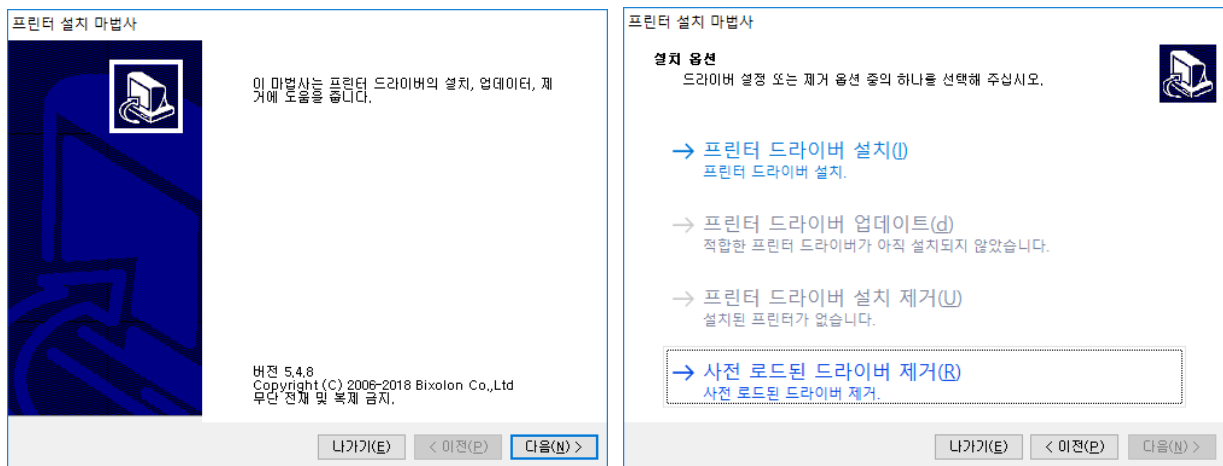 프린터 설치 마법사
이 마법사는 프린터 드라이버의 설치, 업데이터, 제
거에 도움을 줍니다.
버전 5.4.8
Copyright (C) 2006-2018 Bixolon Co.,Ltd
무단 전재 및 복제 금지.
나가기(E)
< 이전(P)
다음(N) >
프린터 설치 마법사
설치 옵션
드라이버 설정 또는 제거 옵션 중의 하나를 선택해 주십시오.
→ 프린터 드라이버 설치(I)
프린터 드라이버 설치.
→ 프린터 드라이버 업데이트(d)
적합한 프린터 드라이버가 아직 설치되지 않았습니다.
→ 프린터 드라이버 설치 제거(U)
설치된 프린터가 없습니다.
→ 사전 로드된 드라이버 제거(R)
사전 로드된 드라이버 제거.
나가기(E)
< 이전(P)
다음(N) >